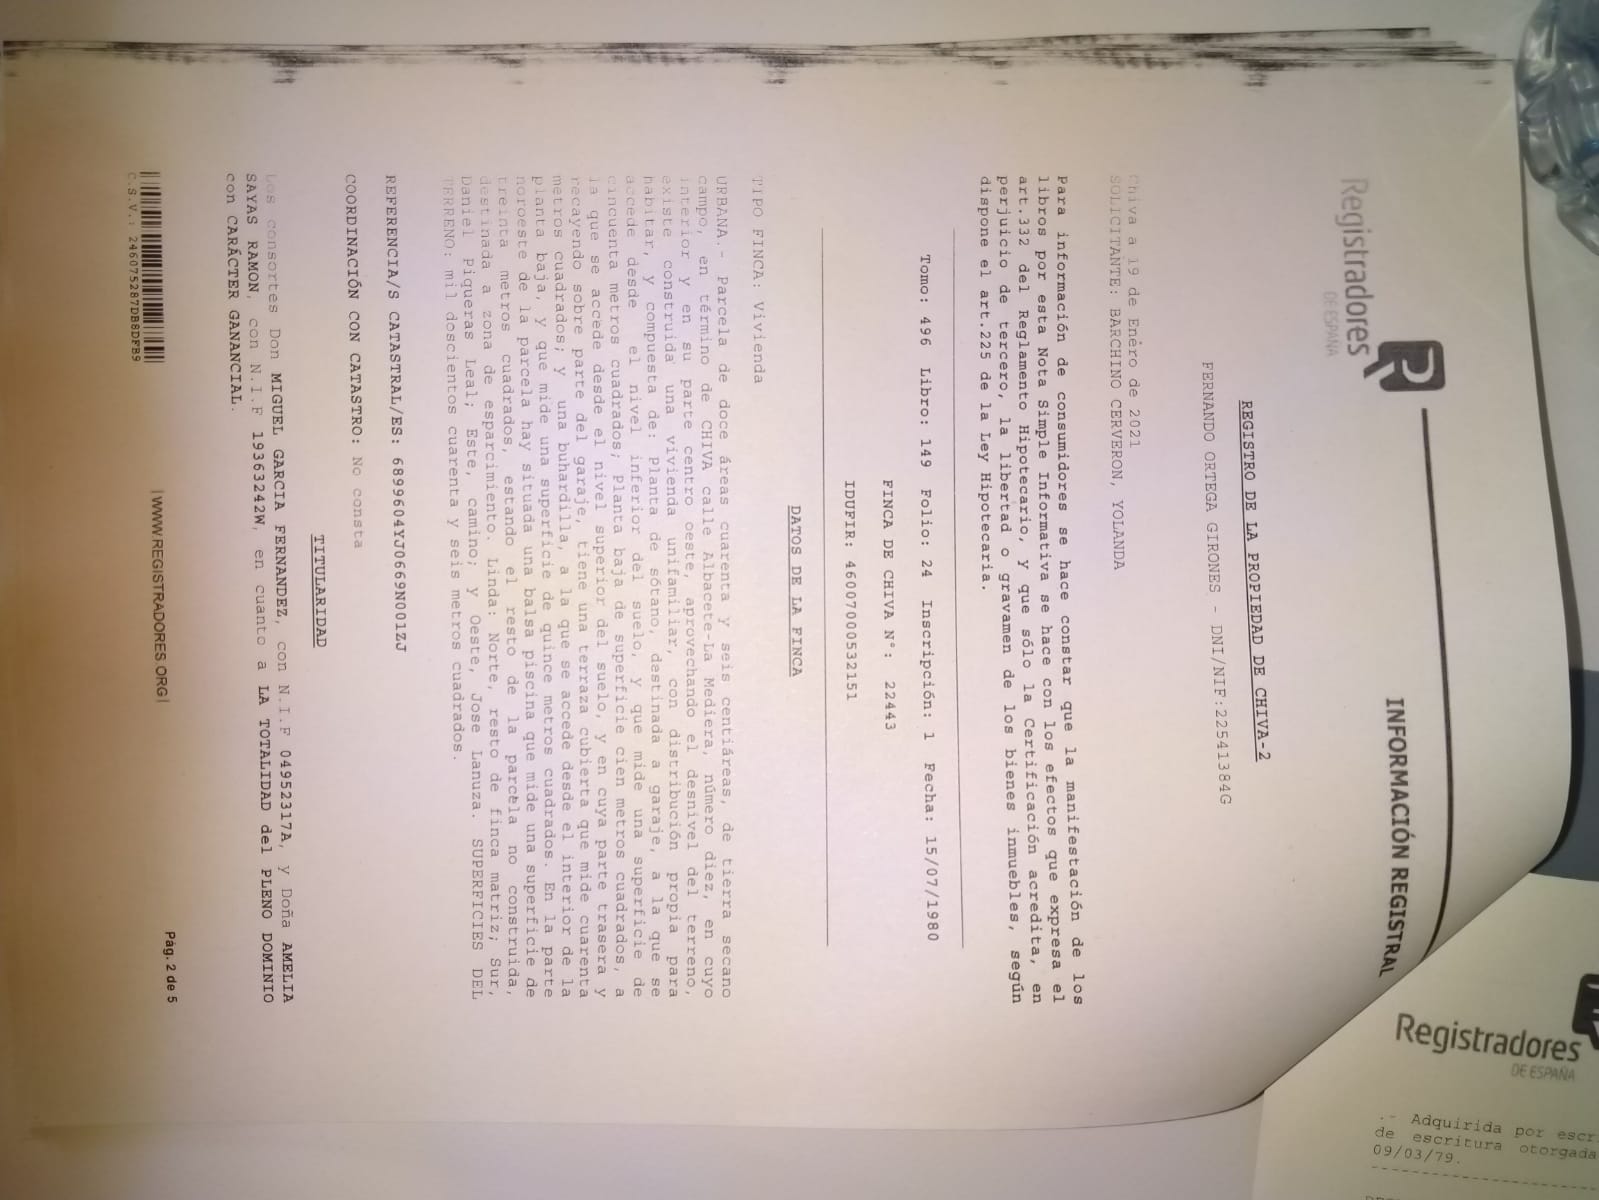 Registradores
DE ESPAÑA
INFORMACIÓN REGISTRAL
REGISTRO DE LA PROPIEDAD DE CHIVA-2
FERNANDO ORTEGA GIRONES - DNI/NIF:22541384G
Chiva a 19 de Enero de 2021
SOLICITANTE: BARCHINO CERVERON, YOLANDA
Para información de consumidores se hace constar que la manifestación de los
libros por esta Nota Simple Informativa se hace con los efectos que expresa el
art.332 del Reglamento Hipotecario, y que sólo la Certificación acredita, en
perjuicio de tercero, la libertad o gravamen de los bienes inmuebles, según
dispone el art.225 de la Ley Hipotecaria.
Tomo: 496 Libro: 149 Folio: 24 Inscripción: 1 Fecha: 15/07/1980
FINCA DE CHIVA N°: 22443
IDUFIR: 46007000532151
DATOS DE LA FINCA
TIPO FINCA: Vivienda
URBANA.- Parcela de doce áreas cuarenta y seis centiáreas, de tierra secano
campo, en término de CHIVA calle Albacete-La Mediera, número diez, en cuyo
interior y en su parte centro oeste, aprovechando el desnivel del terreno,
existe construida una vivienda unifamiliar, con distribución propia para
habitar, y compuesta de: Planta de sótano, destinada a garaje, a la que se
accede desde el nivel inferior del suelo, y que mide una superficie de
cincuenta metros cuadrados; Planta baja de superficie cien metros cuadrados, a
la que se accede desde el nivel superior del suelo, y en cuya parte trasera y
recayendo sobre parte del garaje, tiene una terraza cubierta que mide cuarenta
metros cuadrados; y una buhardilla, a la que se accede desde el interior de la
planta baja, y que mide una superficie de quince metros cuadrados. En la parte
noroeste de la parcela hay situada una balsa piscina que mide una superficie de
treinta metros cuadrados, estando el resto de la parcela no construida,
destinada a zona de esparcimiento. Linda: Norte, resto de finca matriz; Sur,
Daniel Piqueras Leal; Este, camino; y Oeste, Jose Lanuza. SUPERFICIES DEL
TERRENO: mil doscientos cuarenta y seis metros cuadrados.
REFERENCIA/S CATASTRAL/ES: 6899604YJ0669N001ZJ
COORDINACIÓN CON CATASTRO: No consta
TITULARIDAD
Los consortes Don MIGUEL GARCIA FERNANDEZ, con N.I.F 04952317A, y Doña AMELIA
SAYAS RAMON, con N.I.F 19363242W, en cuanto a LA TOTALIDAD del PLENO DOMINIO
con CARÁCTER GANANCIAL.
C.S.V.: 246075287DB8DFB9
|WWW.REGISTRADORES.ORG|
Pág. 2 de 5
Registradores
DE ESPAÑA
.- Adquirida por escr
de escritura otorgada
09/03/79.